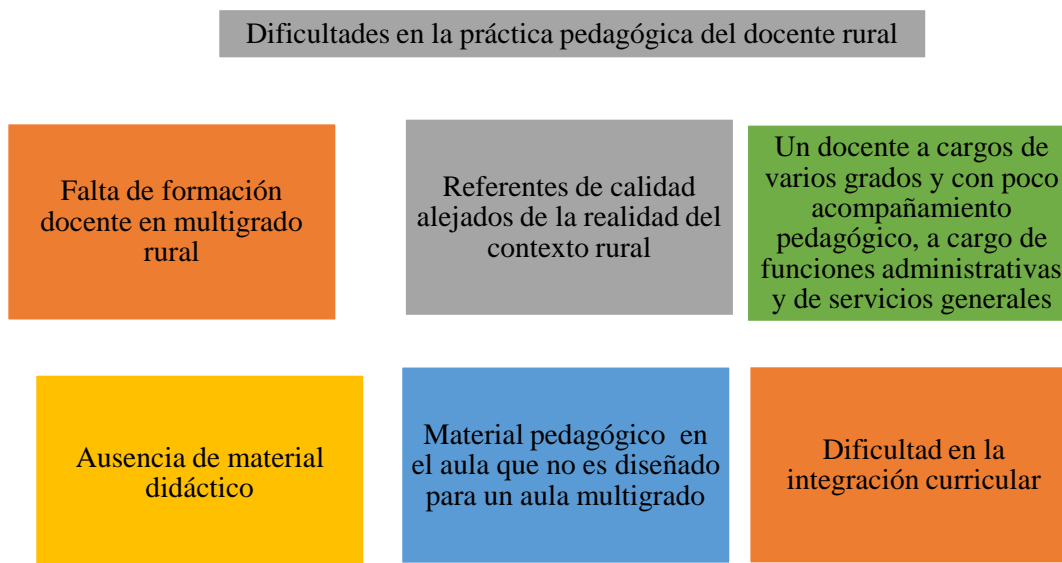 Dificultades en la práctica pedagógica del docente rural
Falta de formación
docente en multigrado
rural
Referentes de calidad
alejados de la realidad del
contexto rural
Un docente a cargos de
varios grados y con poco
acompañamiento
pedagógico, a cargo de
funciones administrativas
y de servicios generales
Ausencia de material
didáctico
Material pedagógico en
el aula que no es diseñado
para un aula multigrado
Dificultad en la
integración curricular